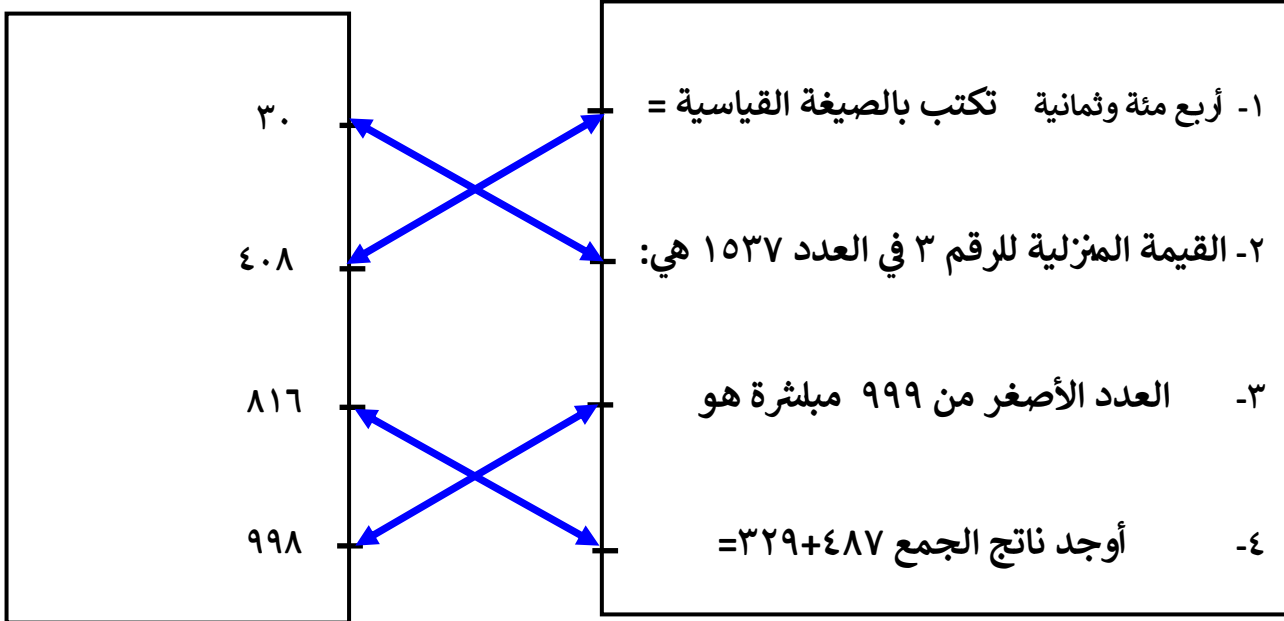 ١- أربع مئة وثمانية تكتب بالصيغة القياسية =
٢- القيمة المنزلية للرقم ٣ في العدد ١٥٣٧ هي:
٣- العدد الأصغر من ٩٩٩ مبلشرة هو
٤- أوجد ناتج الجمع ٤٨٧+٣٢٩=
٣٠
٤٠٨
٨١٦
٩٩٨